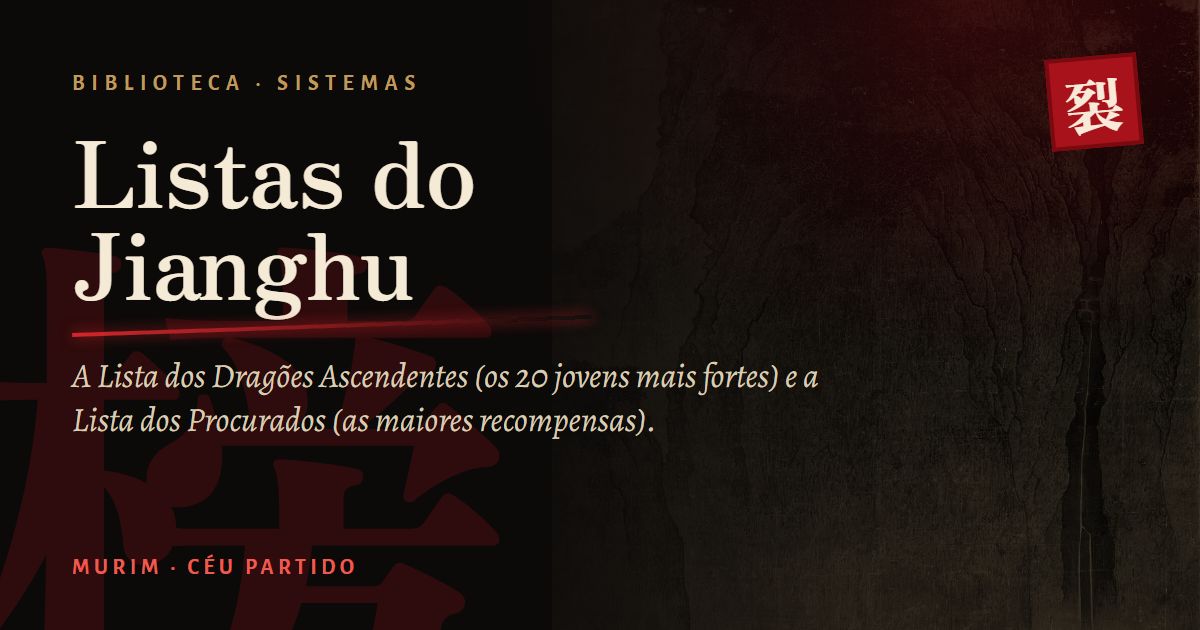 BIBLIOTECA · SISTEMAS
裂
Listas do
Jianghu
A Lista dos Dragões Ascendentes (os 20 jovens mais fortes) e a
Lista dos Procurados (as maiores recompensas).
榜
MURIM · CÉU PARTIDO